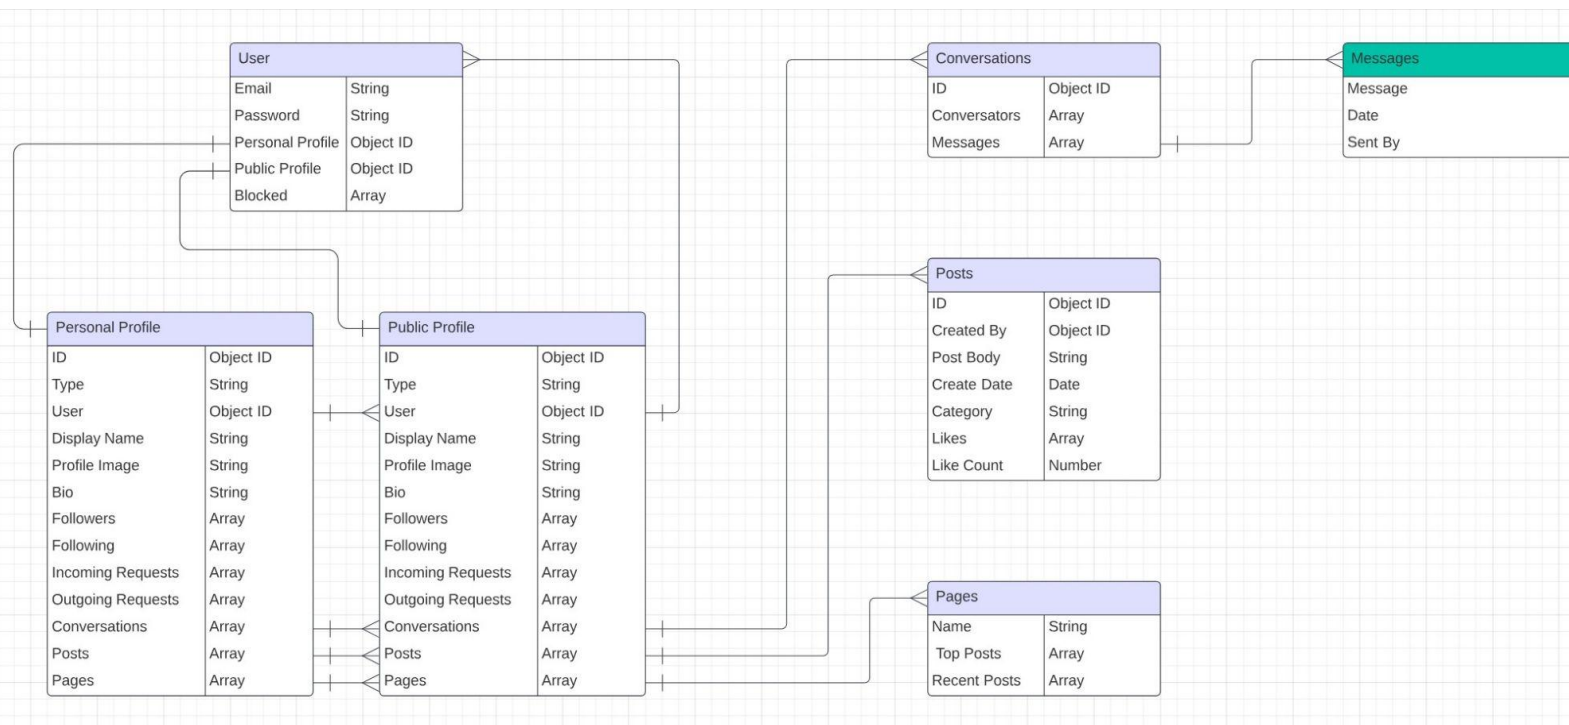 User
Email String
Password String
Personal Profile Object ID
Public Profile Object ID
Blocked Array
Personal Profile
ID Object ID
Type String
User Object ID
Display Name String
Profile Image String
Bio String
Followers Array
Following Array
Incoming Requests Array
Outgoing Requests Array
Conversations Array
Posts Array
Pages Array
Public Profile
ID Object ID
Type String
User Object ID
Display Name String
Profile Image String
Bio String
Followers Array
Following Array
Incoming Requests Array
Outgoing Requests Array
Conversations Array
Posts Array
Pages Array
Conversations
ID Object ID
Conversators Array
Messages Array
Messages
Message
Date
Sent By
Posts
ID Object ID
Created By Object ID
Post Body String
Create Date Date
Category String
Likes Array
Like Count Number
Pages
Name String
Top Posts Array
Recent Posts Array